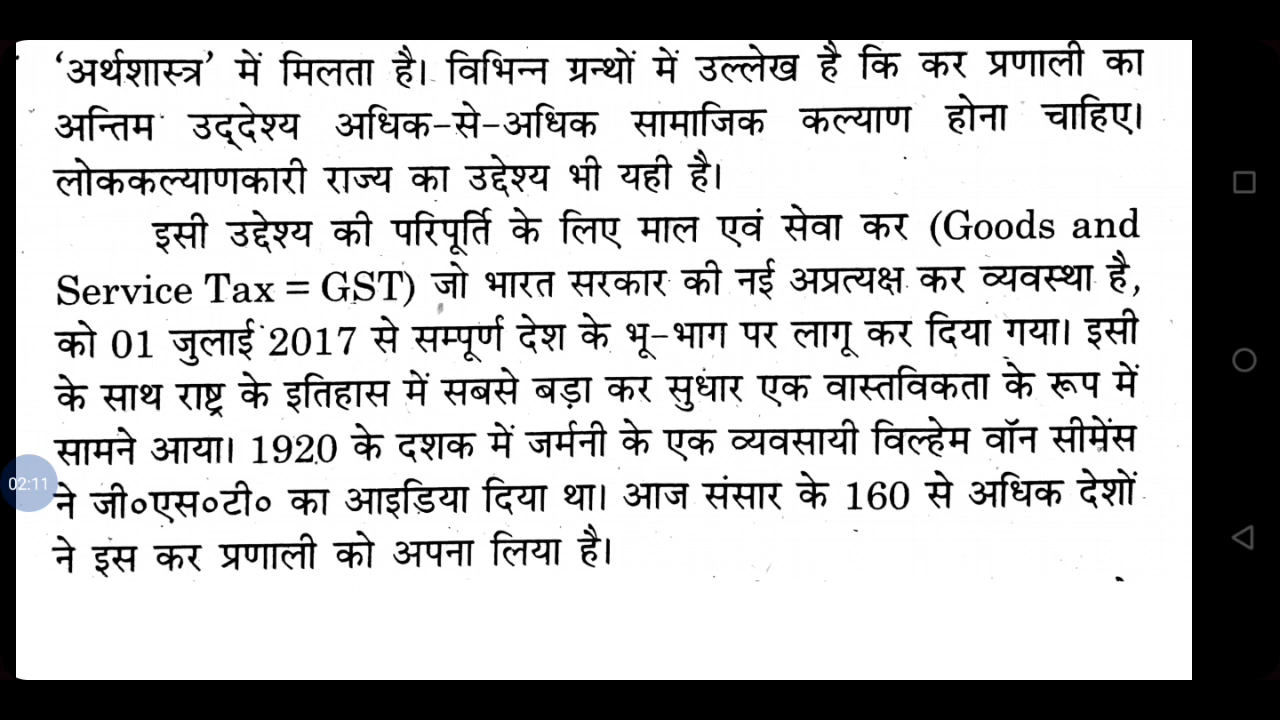 ‘अर्थशास्त्र’ में मिलता है। विभिन्न ग्रन्थों में उल्लेख है कि कर प्रणाली का
अन्तिम उद्‌देश्य अधिक-से-अधिक सामाजिक कल्याण होना चाहिए।
लोककल्याणकारी राज्य का उद्देश्य भी यही है।
इसी उद्देश्य की परिपूर्ति के लिए माल एवं सेवा कर (Goods and
Service Tax = GST) जो भारत सरकार की नई अप्रत्यक्ष कर व्यवस्था है,
को 01 जुलाई 2017 से सम्पूर्ण देश के भू-भाग पर लागू कर दिया गया। इसी
के साथ राष्ट्र के इतिहास में सबसे बड़ा कर सुधार एक वास्तविकता के रूप में
सामने आया। 1920 के दशक में जर्मनी के एक व्यवसायी विल्हेम वॉन सीमेंस
02:11
ने जी०एस०टी० का आइडिया दिया था। आज संसार के 160 से अधिक देशों
ने इस कर प्रणाली को अपना लिया है।